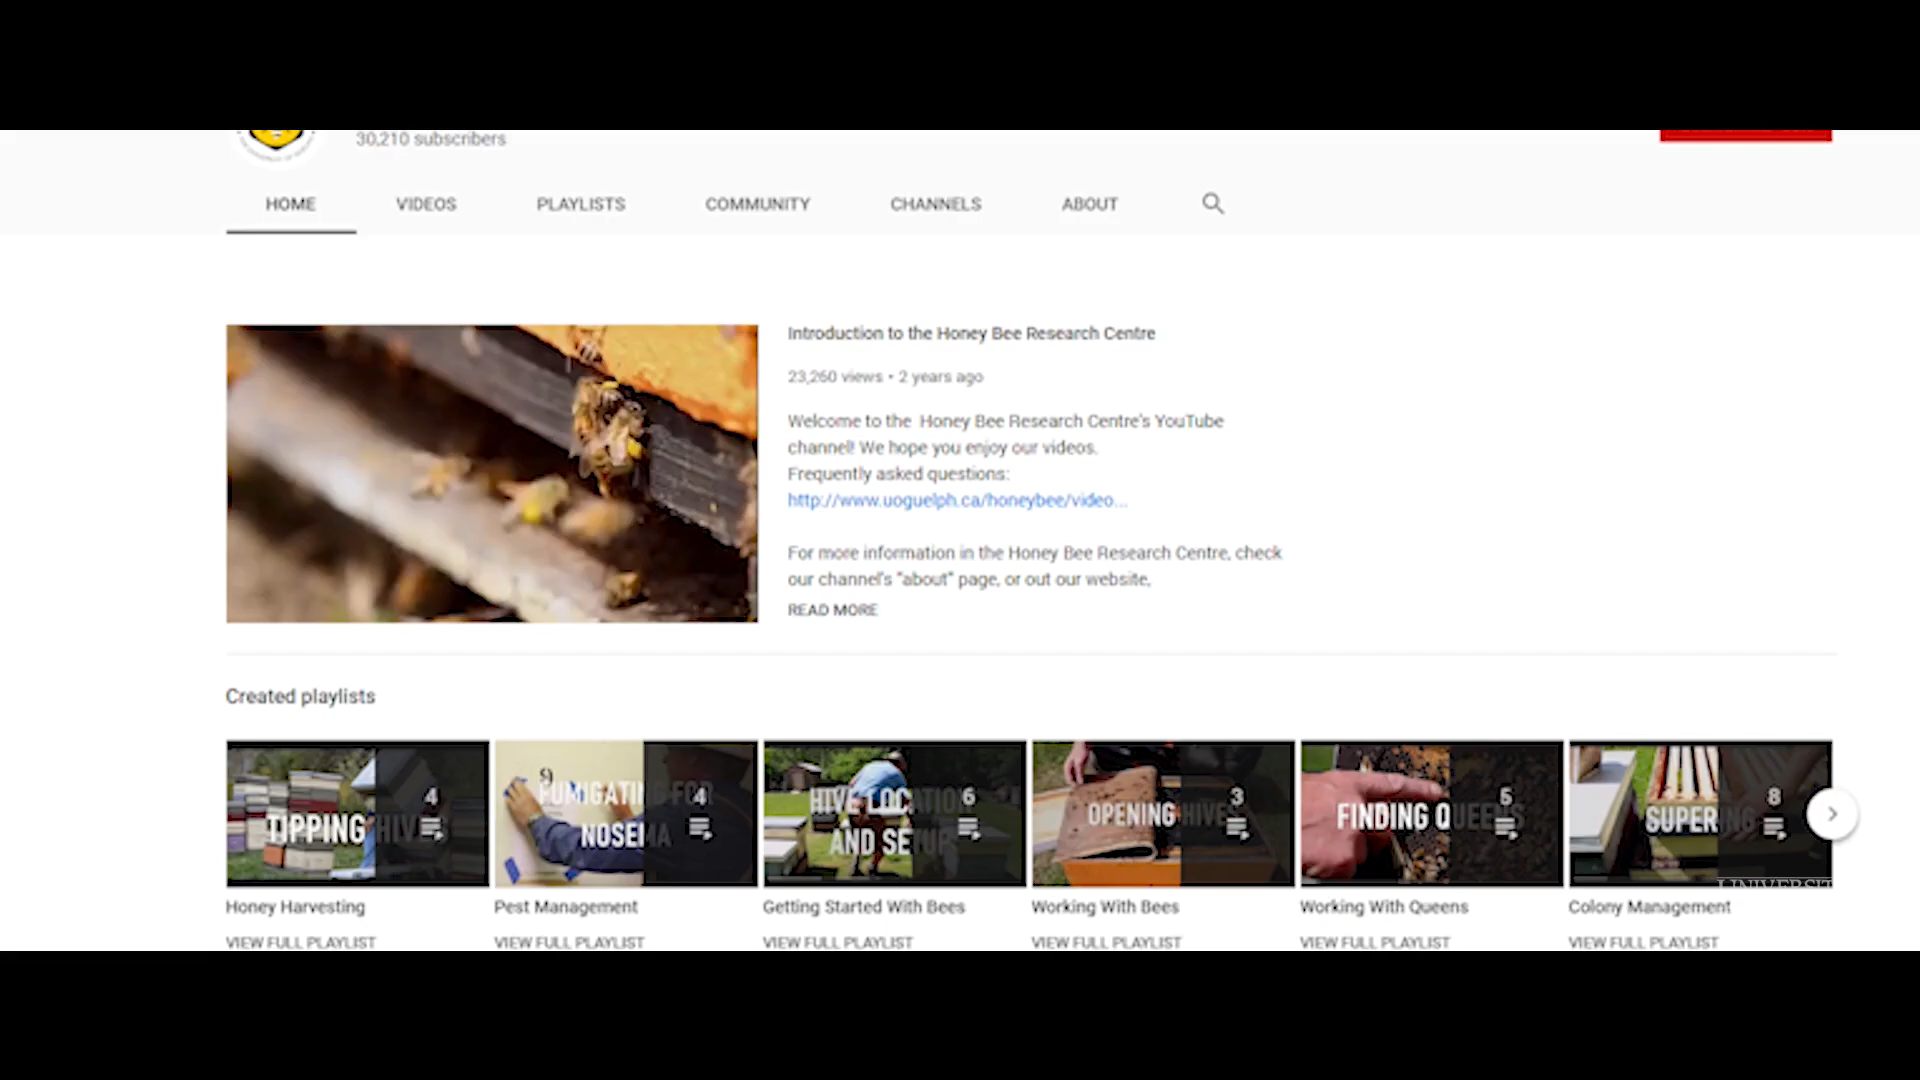 30,210 subscribers
HOME VIDEOS PLAYLISTS COMMUNITY CHANNELS ABOUT
Introduction to the Honey Bee Research Centre
23,260 views • 2 years ago
Welcome to the Honey Bee Research Centre's YouTube
channel! We hope you enjoy our videos.
Frequently asked questions:
http://www.uoguelph.ca/honeybee/video...
For more information in the Honey Bee Research Centre, check
our channel's "about" page, or out our website,
READ MORE
Created playlists
TIPPING HIVE
4
FUMIGATING FOR
NOSEMA
4
HIVE LOCATION
AND SETUP
6
OPENING HIVES
3
FINDING QUEENS
5
SUPERING
8
Honey Harvesting
Pest Management
Getting Started With Bees
Working With Bees
Working With Queens
Colony Management
VIEW FULL PLAYLIST
VIEW FULL PLAYLIST
VIEW FULL PLAYLIST
VIEW FULL PLAYLIST
VIEW FULL PLAYLIST
VIEW FULL PLAYLIST